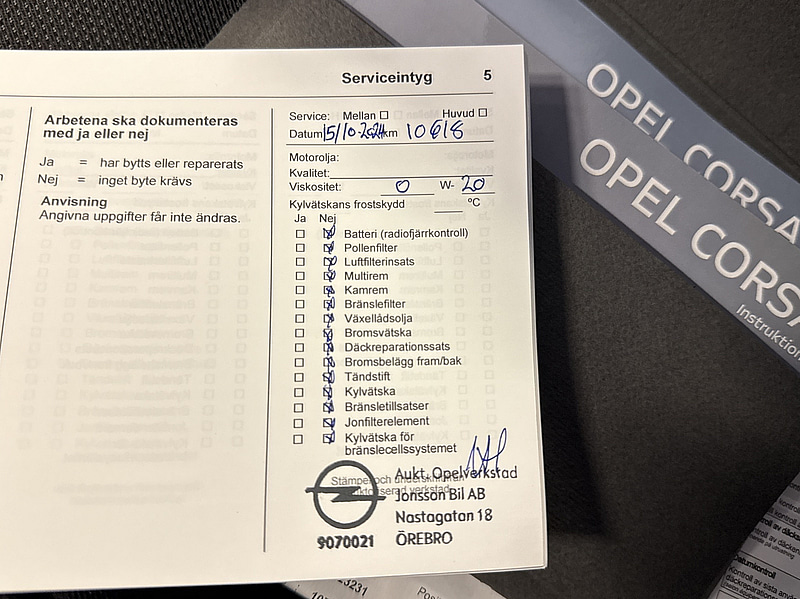 Serviceintyg 5
Arbetena ska dokumenteras
med ja eller nej
Ja = har bytts eller reparerats
Nej = inget byte krävs
Anvisning
Angivna uppgifter får inte ändras.
Service: Mellan ☐ Huvud ☐
Datum 15/10-2024 km 10618
Motorolja:
Kvalitet:
Viskositet: 0 W- 20
Kylvätskans frostskydd °C
Ja Nej
Batteri (radiofjärrkontroll)
Pollenfilter
Luftfilterinsats
Multirem
Kamrem
Bränslefilter
Växellådsolja
Bromsvätska
Däckreparationssats
Bromsbelägg fram/bak
Tändstift
Kylvätska
Bränsletillsatser
Jonfilterelement
Kylvätska för
bränslecellssystemet
Aukt. Opelverkstad
Jonsson Bil AB
Nastagatan 18
9070021 ÖREBRO
OPEL CORSA
OPEL CORSA
Instruktion